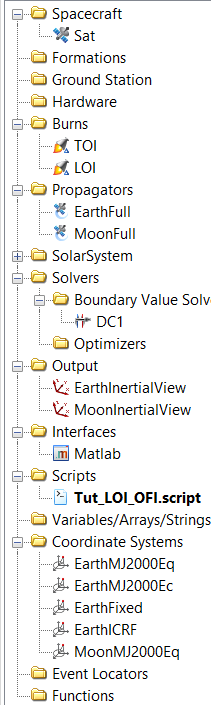 Spacecraft
Sat
Formations
Ground Station
Hardware
Burns
TOI
LOI
Propagators
EarthFull
MoonFull
SolarSystem
Solvers
Boundary Value Solv
DC1
Optimizers
Output
EarthInertialView
MoonInertialView
Interfaces
Matlab
Scripts
Tut_LOI_OFI.script
Variables/Arrays/Strings
Coordinate Systems
EarthMJ2000Eq
EarthMJ2000Ec
EarthFixed
EarthICRF
MoonMJ2000Eq
Event Locators
Functions